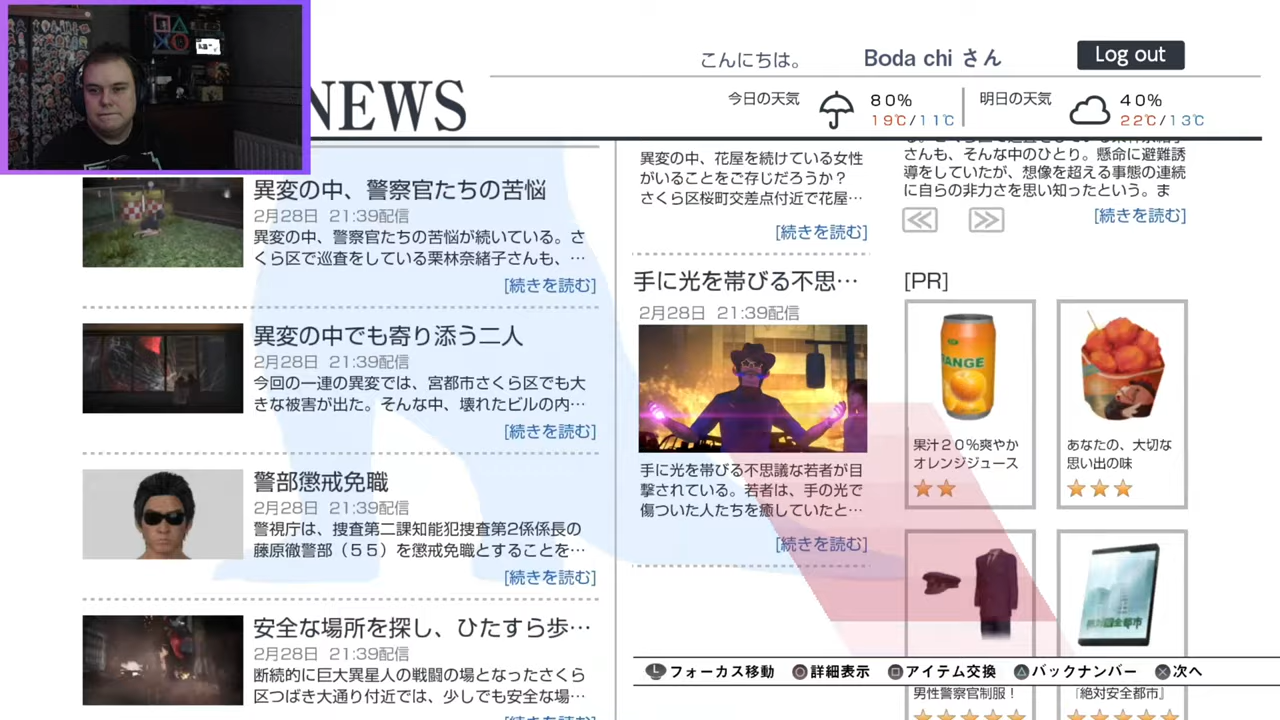 NEWS
こんにちは。
Boda chi さん
Log out
今日の天気
80%
19℃/11℃
明日の天気
40%
22℃/13℃
異変の中、警察官たちの苦悩
2月28日 21:39配信
異変の中、警察官たちの苦悩が続いている。さ
くら区で巡査をしている栗林奈緒子さんも、…
[続きを読む]
異変の中でも寄り添う二人
2月28日 21:39配信
今回の一連の異変では、宮都市さくら区でも大
きな被害が出た。そんな中、壊れたビルの内…
[続きを読む]
警部懲戒免職
2月28日 21:39配信
警視庁は、捜査第二課知能犯捜査第2係係長の
藤原徹警部（５５）を懲戒免職とすることを…
[続きを読む]
安全な場所を探し、ひたすら歩…
2月28日 21:39配信
断続的に巨大異星人の戦闘の場となったさくら
区つばき大通り付近では、少しでも安全な場…
[続きを読む]
異変の中、花屋を続けている女性
がいることをご存じだろうか？
さくら区桜町交差点付近で花屋…
[続きを読む]
手に光を帯びる不思…
2月28日 21:39配信
手に光を帯びる不思議な若者が目
撃されている。若者は、手の光で
傷ついた人たちを癒していたと…
[続きを読む]
さんも、そんな中のひとり。懸命に避難誘
導をしていたが、想像を超える事態の連続
に自らの非力さを思い知ったという。ま
[続きを読む]
[PR]
ANGE
果汁２０％爽やか
オレンジジュース
あなたの、大切な
思い出の味
男性警察官制服！
絶対安全都市
『絶対安全都市』
L フォーカス移動
詳細表示
アイテム交換
バックナンバー
次へ